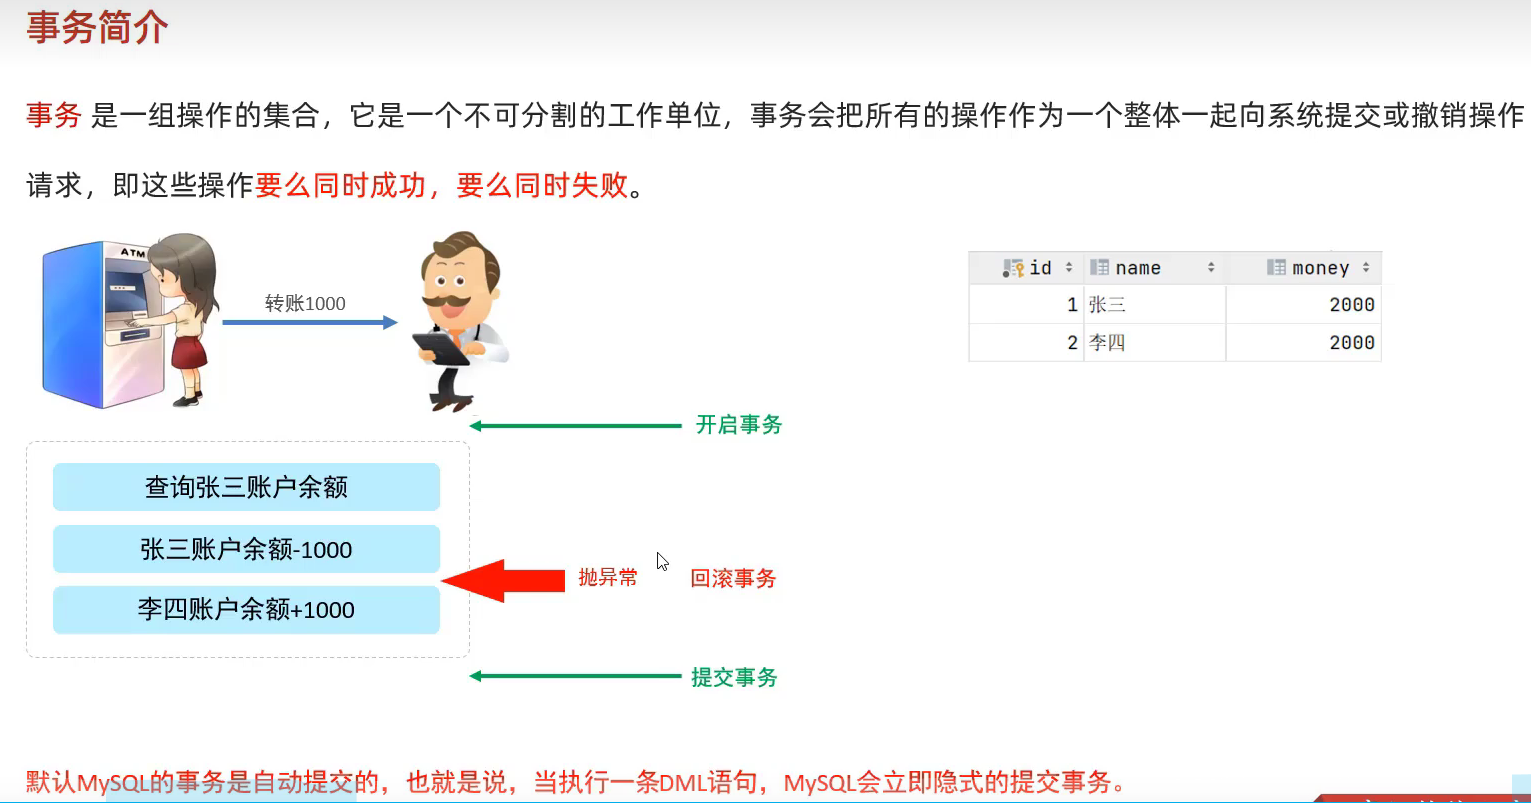 事务简介
事务 是一组操作的集合，它是一个不可分割的工作单位，事务会把所有的操作作为一个整体一起向系统提交或撤销操作
请求，即这些操作要么同时成功，要么同时失败。
ATM
转账1000
id name money
1 张三 2000
2 李四 2000
开启事务
查询张三账户余额
张三账户余额-1000
抛异常 回滚事务
李四账户余额+1000
提交事务
默认MySQL的事务是自动提交的，也就是说，当执行一条DML语句，MySQL会立即隐式的提交事务。